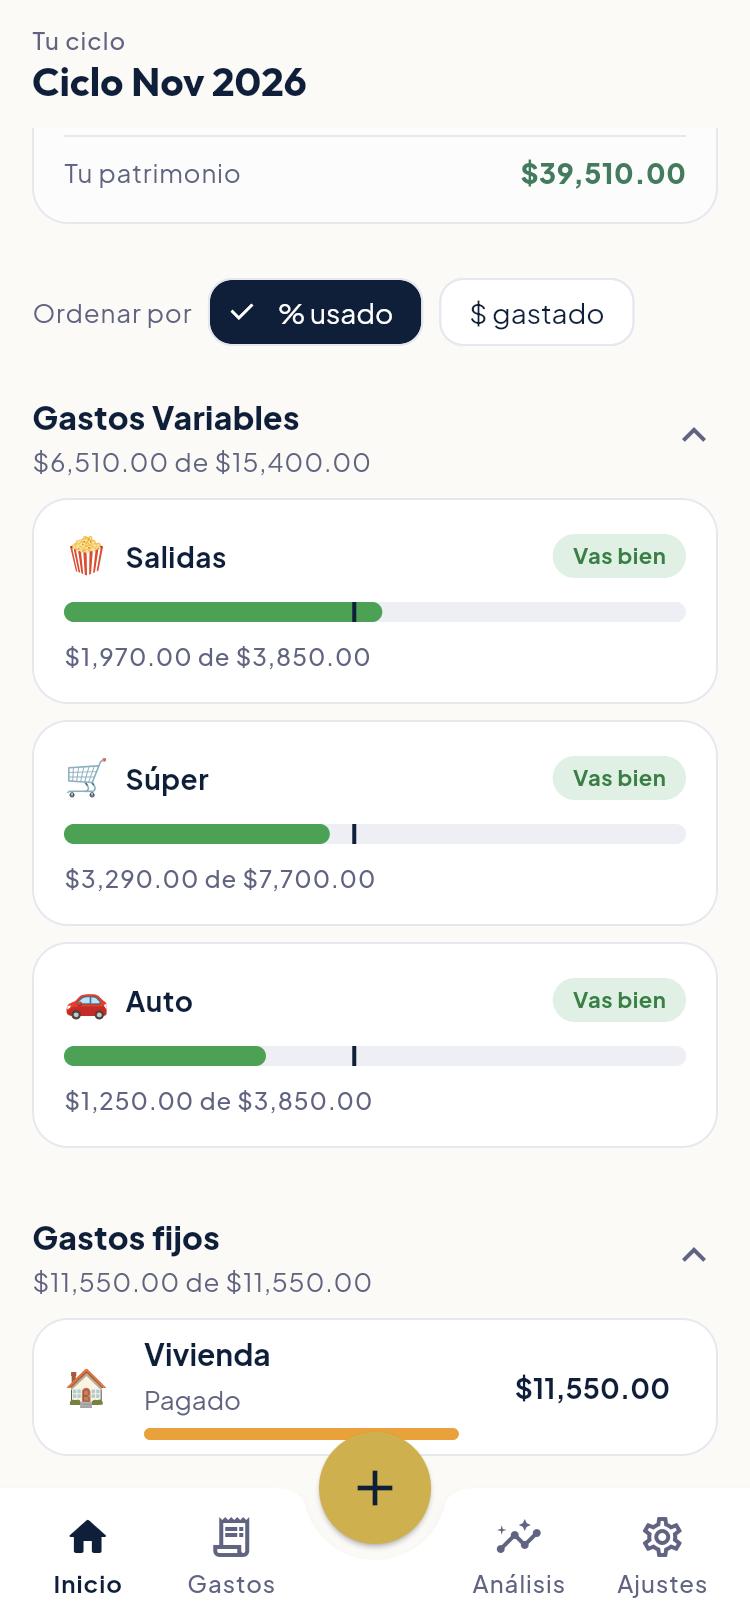 Tu ciclo
Ciclo Nov 2026
Tu patrimonio $39,510.00
Ordenar por % usado $ gastado
Gastos Variables
$6,510.00 de $15,400.00
Salidas Vas bien
$1,970.00 de $3,850.00
Súper Vas bien
$3,290.00 de $7,700.00
Auto Vas bien
$1,250.00 de $3,850.00
Gastos fijos
$11,550.00 de $11,550.00
Vivienda
Pagado $11,550.00
Inicio Gastos Análisis Ajustes